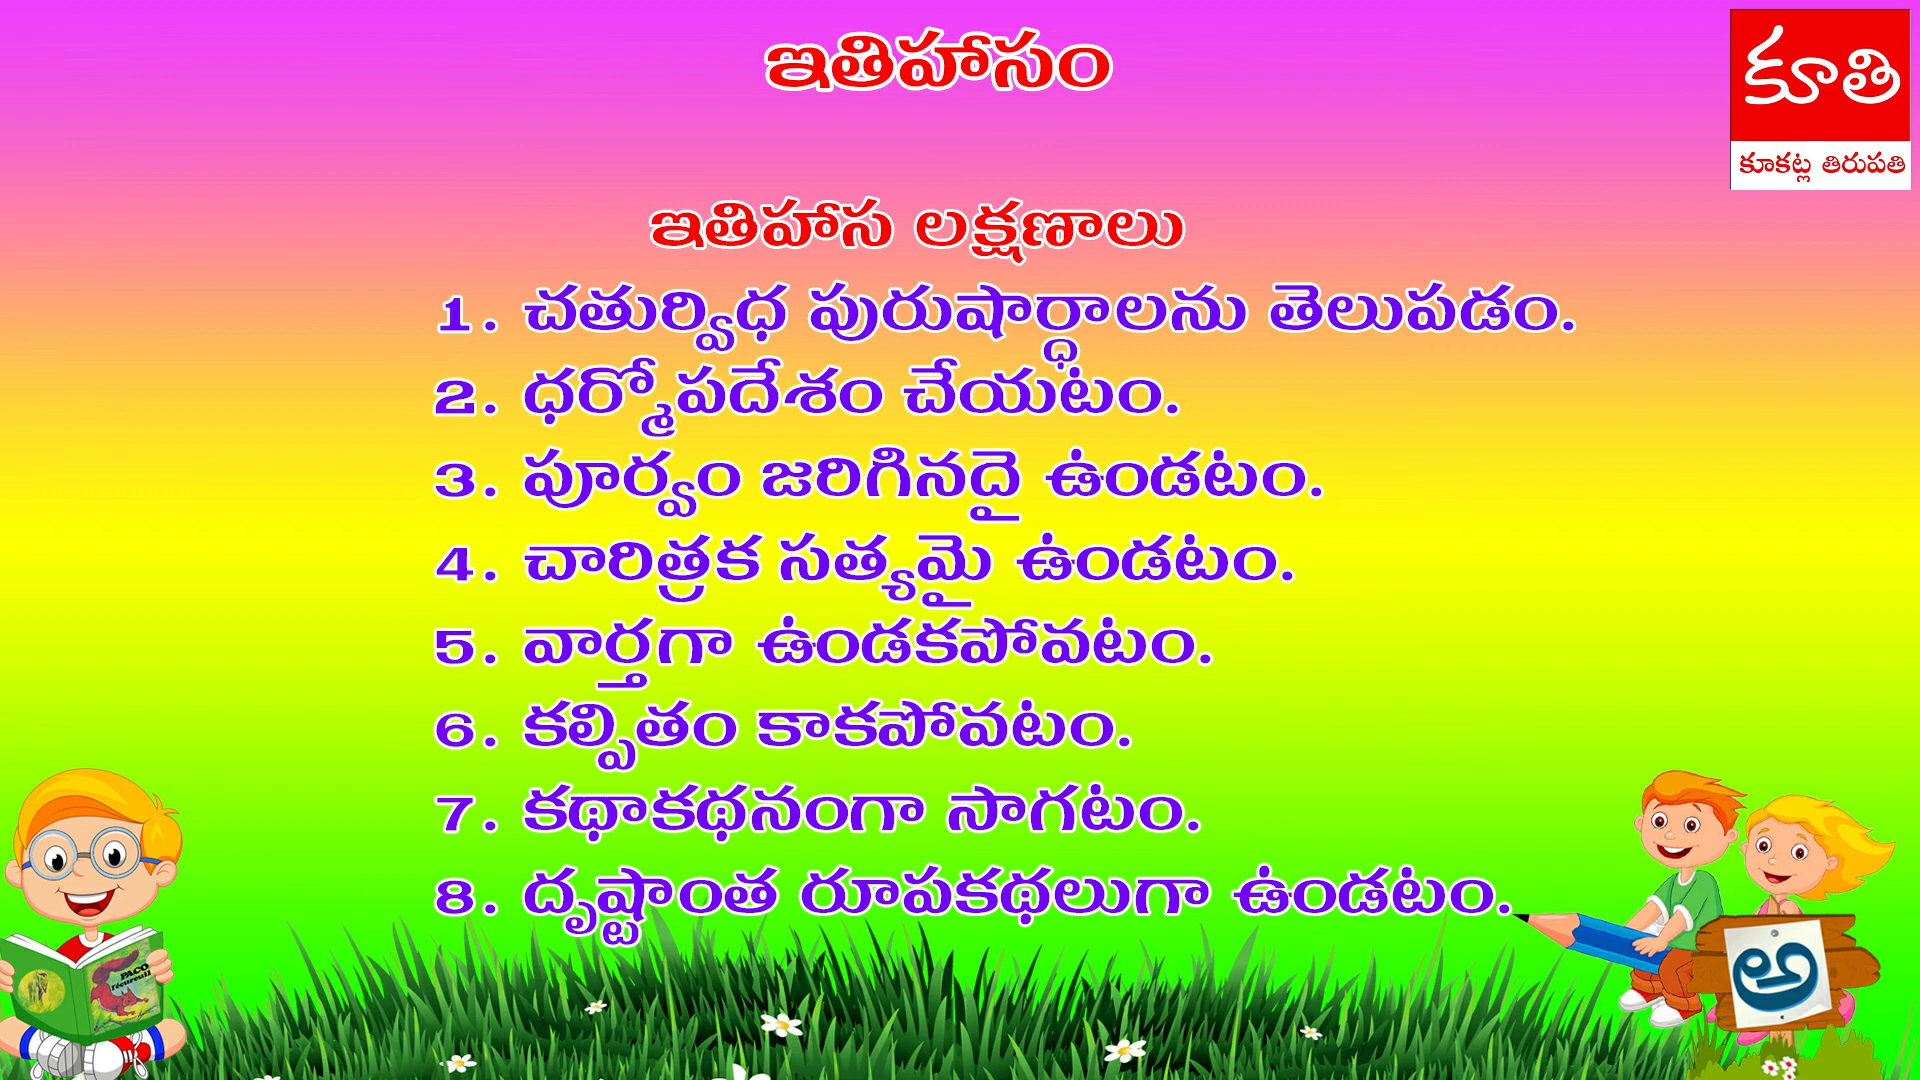 ఇతిహాసం
కూతి
కూకట్ల తిరుపతి
ఇతిహాస లక్షణాలు
1. చతుర్విధ పురుషార్ధాలను తెలుపడం.
2. ధర్మోపదేశం చేయటం.
3. పూర్వం జరిగినదై ఉండటం.
4. చారిత్రక సత్యమై ఉండటం.
5. వార్తగా ఉండకపోవటం.
6. కల్పితం కాకపోవటం.
7. కథాకథనంగా సాగటం.
8. దృష్టాంత రూపకథలుగా ఉండటం.
PACO
l'écureuil
అ